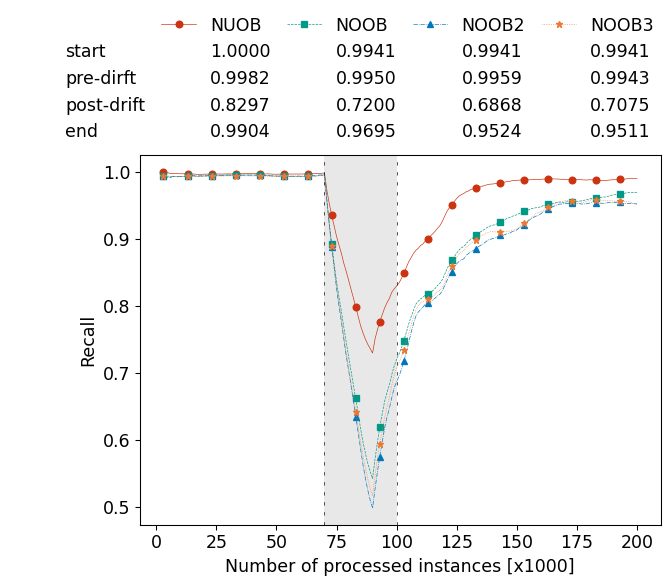 NUOB NOOB NOOB2 NOOB3
start 1.0000 0.9941 0.9941 0.9941
pre-dirft 0.9982 0.9950 0.9959 0.9943
post-drift 0.8297 0.7200 0.6868 0.7075
end 0.9904 0.9695 0.9524 0.9511
1.0
0.9
0.8
0.7
0.6
0.5
Recall
0 25 50 75 100 125 150 175 200
Number of processed instances [x1000]